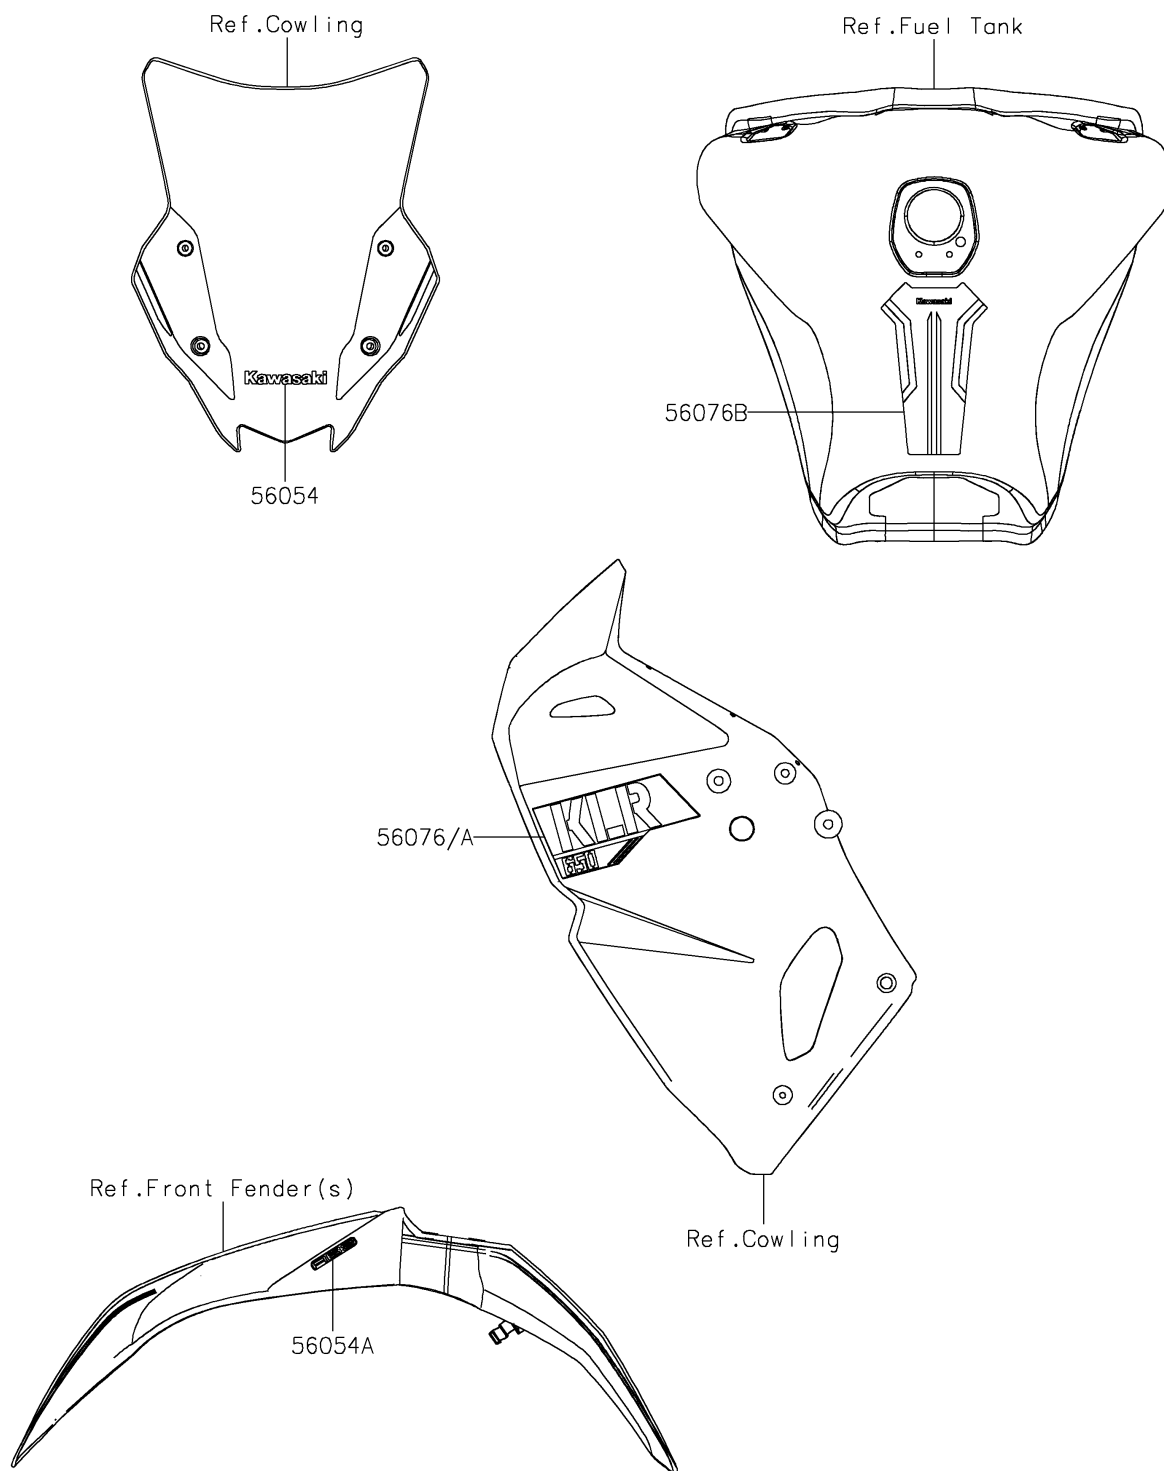 Ref.Cowling
Ref.Fuel Tank
Kawasaki
56076B
Kawasaki
56054
KLR
56076/A
650
Ref.Front Fender(s)
Ref.Cowling
56054A